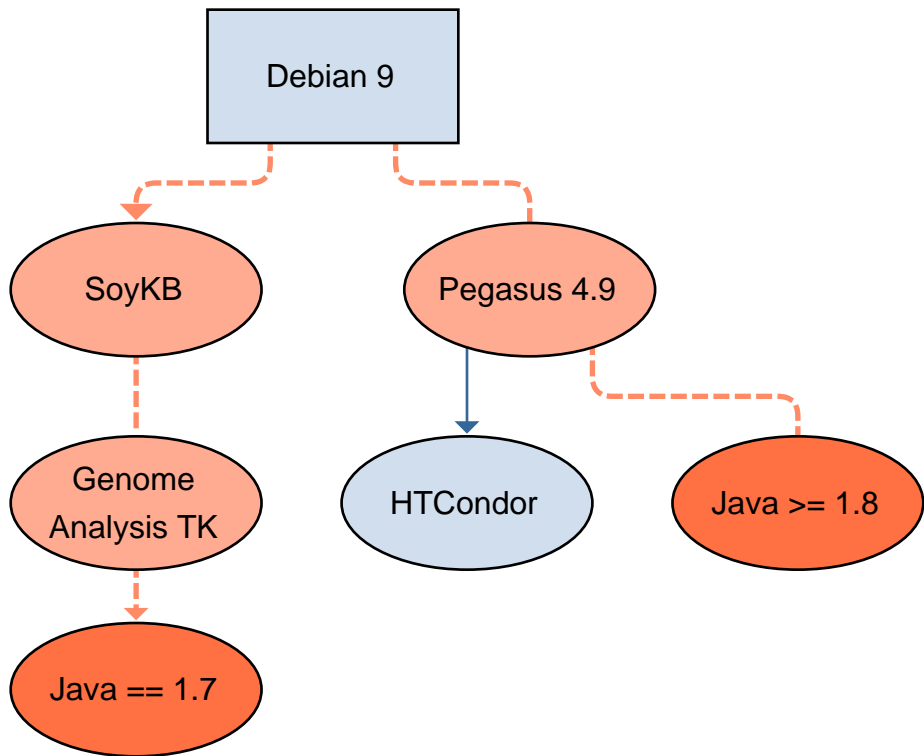 Debian 9
SoyKB
Pegasus 4.9
Genome
Analysis TK
HTCondor
Java >= 1.8
Java == 1.7